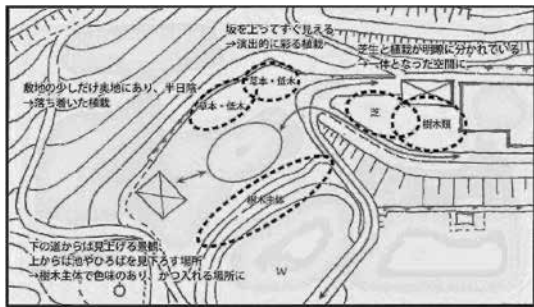 坂を上ってすぐ見える
→演出的に彩る植栽
芝生と植栽が明瞭に分かれている
→一体となった空間に
敷地の少しだけ奥地にあり、半日陰
→落ち着いた植栽
草本・低木
草本・低木
芝
樹木類
樹木主体
下の道からは見上げる景観、
上からは池やひろばを見下ろす場所
→樹木主体で色味のあり、かつ入れる場所に
W